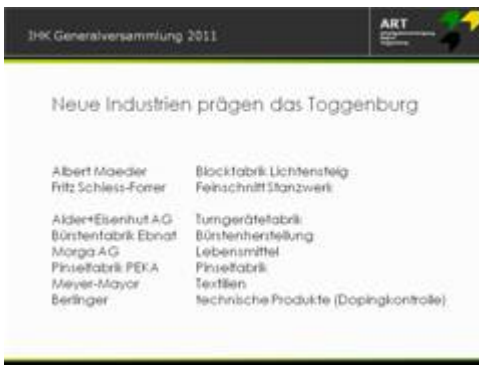 IHK Generalversammlung 2011
ART
Neue Industrien prägen das Toggenburg
Albert Maeder Blockfabrik Lichtensteig
Fritz Schiess-Forrer Feinschnitt Stanzwerk
Alder+Eisenhut AG Turngerätefabrik
Bürstenfabrik Ebnat Bürstenherstellung
Morga AG Lebensmittel
Pinselfabrik PEKA Pinselfabrik
Meyer-Mayor Textilien
Berlinger technische Produkte (Dopingkontrolle)